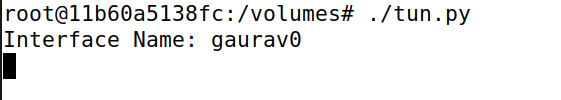 root@11b60a5138fc:/volumes# ./tun.py
Interface Name: gaurav0